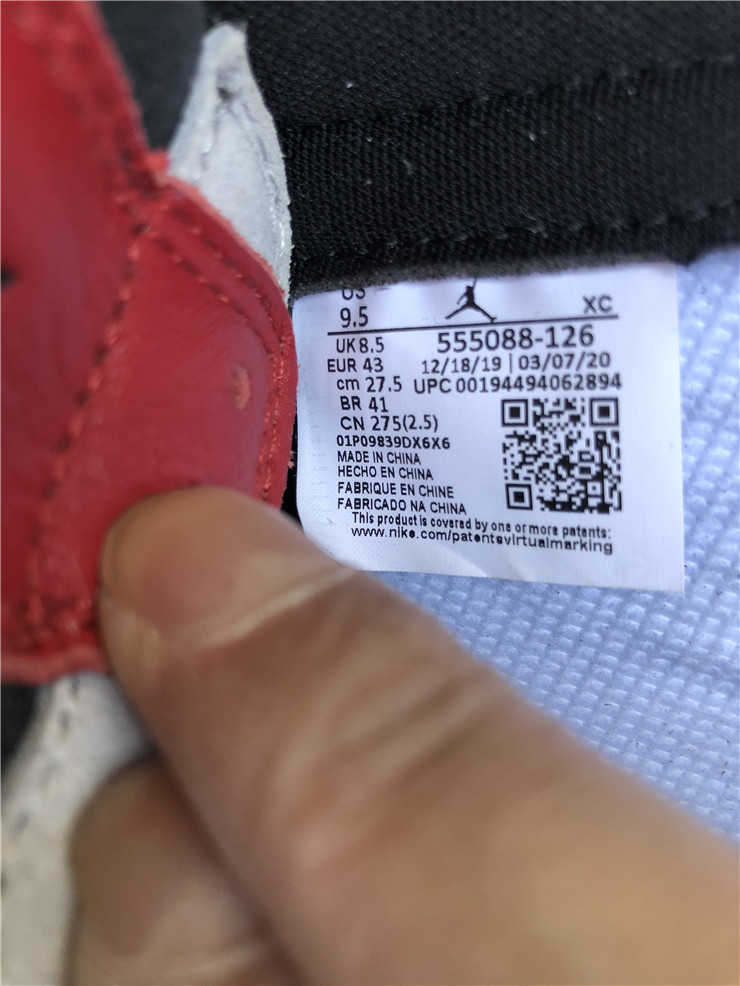 US
9.5
XC
UK 8.5
555088-126
EUR 43
12/18/19 | 03/07/20
cm 27.5
UPC 00194494062894
BR 41
CN 275(2.5)
01P09839DX6X6
MADE IN CHINA
HECHO EN CHINA
FABRIQUE EN CHINE
FABRICADO NA CHINA
This product is covered by one or more patents:
www.nike.com/patentsvirtualmarking